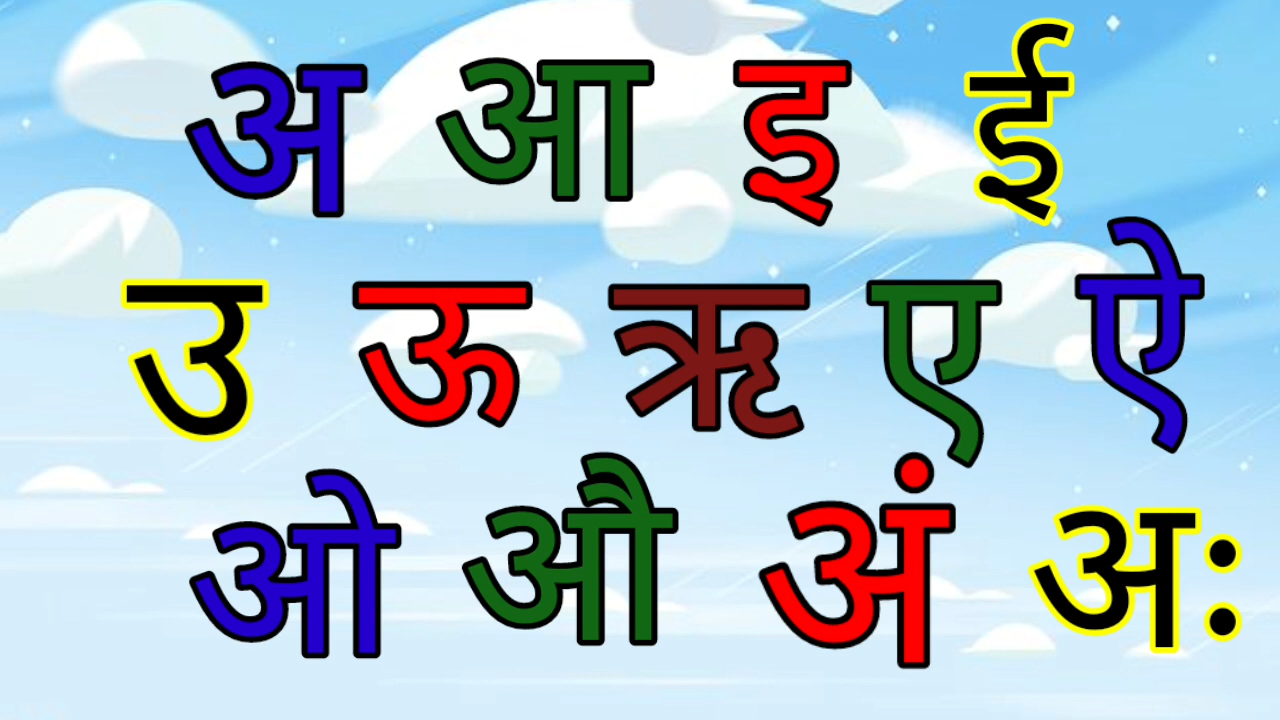 अ आ इ ई
उ ऊ ऋ ए ऐ
ओ औ अं अः